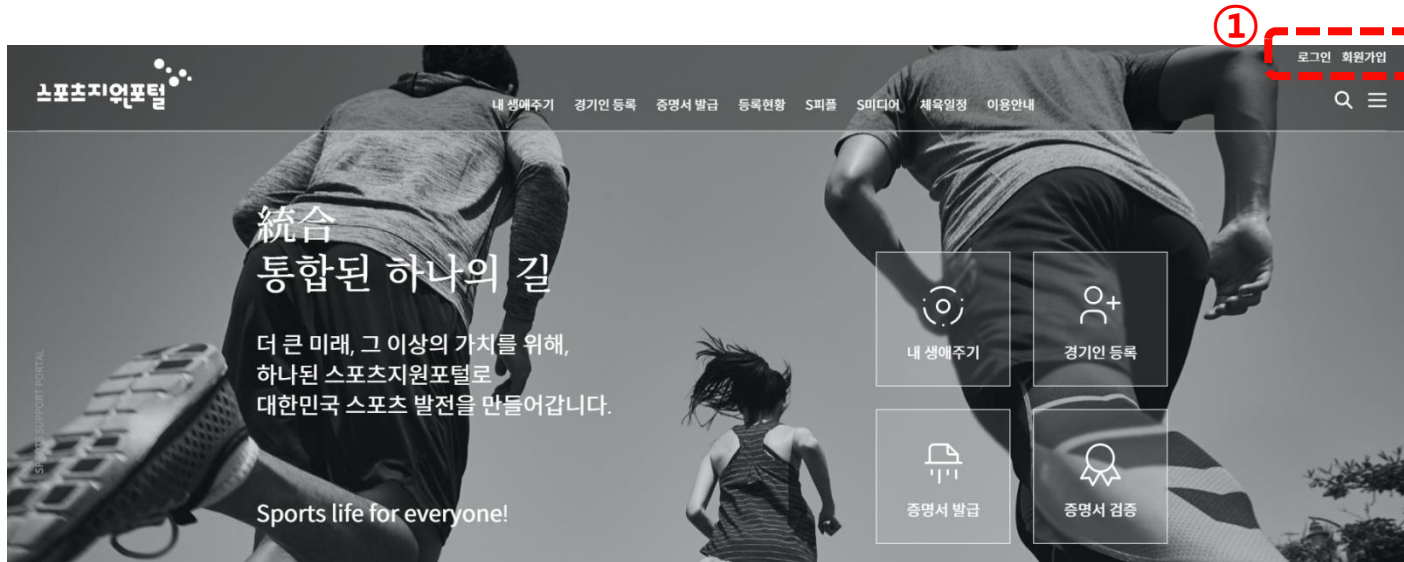 ①
로그인 회원가입
스포츠지원포털
내 생애주기 경기인 등록 증명서 발급 등록현황 S피플 S미디어 체육일정 이용안내
統合
통합된 하나의 길
더 큰 미래, 그 이상의 가치를 위해,
하나된 스포츠지원포털로
대한민국 스포츠 발전을 만들어갑니다.
Sports life for everyone!
SPORTS SUPPORT PORTAL
내 생애주기
경기인 등록
증명서 발급
증명서 검증